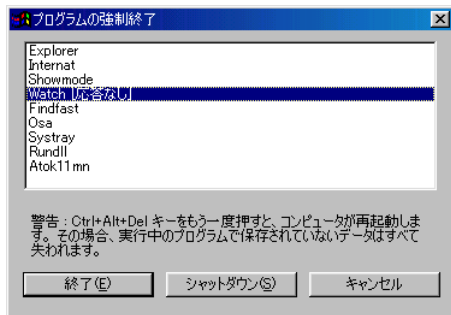 プログラムの強制終了
Explorer
Internat
Showmode
Watch [応答なし]
Findfast
Osa
Systray
Rundll
Atok11mn
警告 : Ctrl+Alt+Del キーをもう一度押すと、コンピュータが再起動しま
す。その場合、実行中のプログラムで保存されていないデータはすべて
失われます。
終了(E) シャットダウン(S) キャンセル